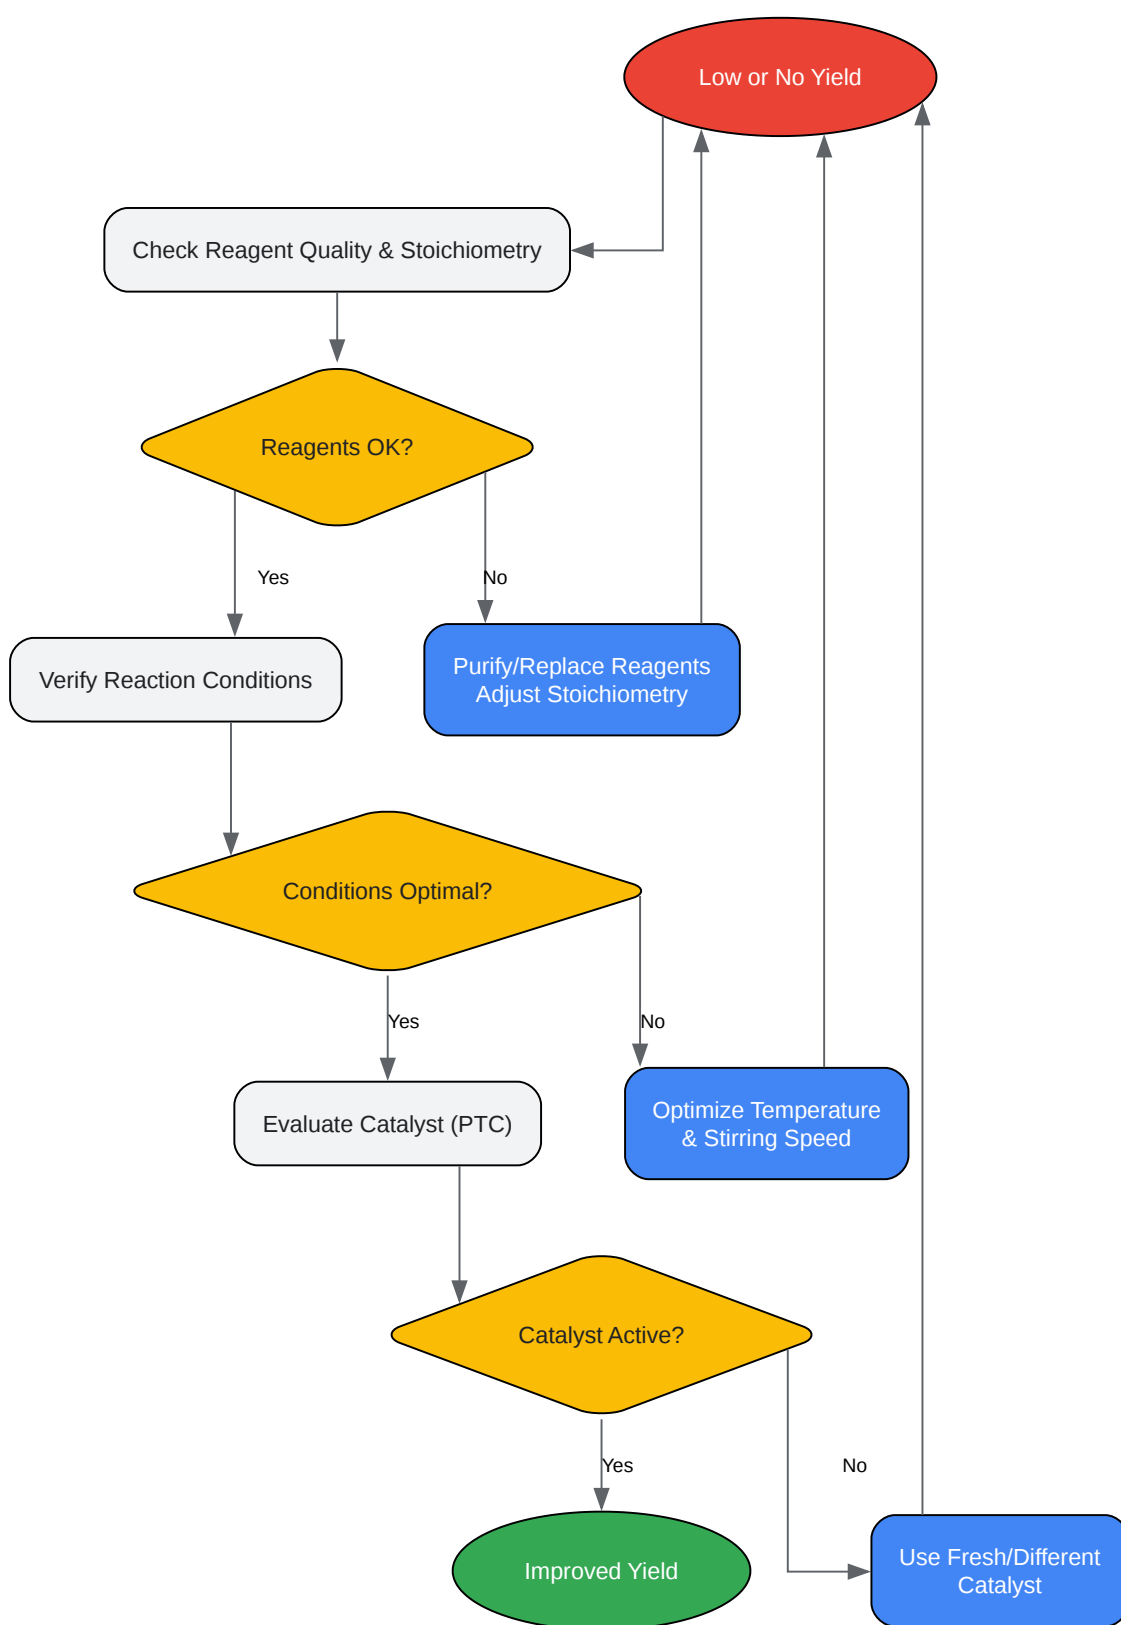 Low or No Yield
Check Reagent Quality & Stoichiometry
Reagents OK?
Yes
No
Verify Reaction Conditions
Purify/Replace Reagents
Adjust Stoichiometry
Conditions Optimal?
Yes
No
Evaluate Catalyst (PTC)
Optimize Temperature
& Stirring Speed
Catalyst Active?
Yes
No
Improved Yield
Use Fresh/Different
Catalyst